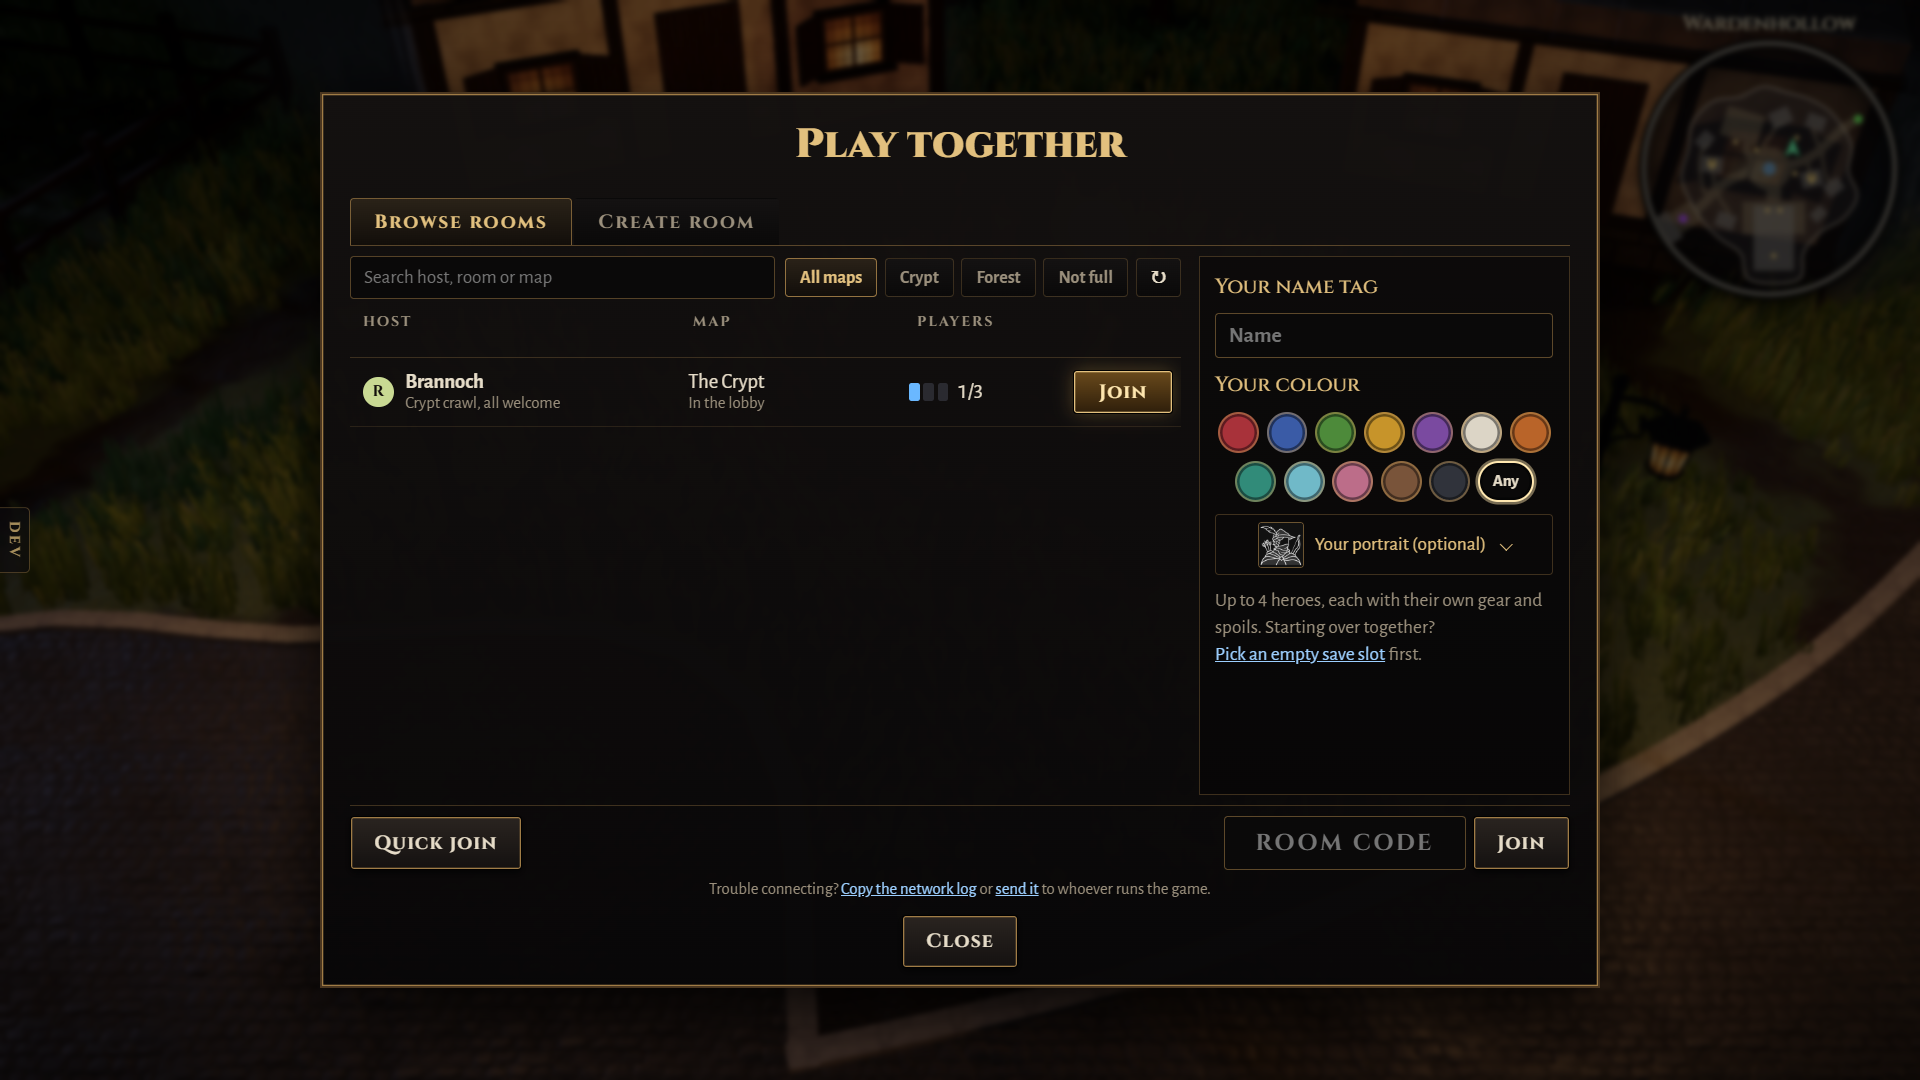 WARDENHOLLOW
PLAY TOGETHER
BROWSE ROOMS
CREATE ROOM
Search host, room or map
All maps
Crypt
Forest
Not full
↻
HOST
MAP
PLAYERS
R
Brannoch
Crypt crawl, all welcome
The Crypt
In the lobby
1/3
JOIN
YOUR NAME TAG
Name
YOUR COLOUR
Any
Your portrait (optional)
Up to 4 heroes, each with their own gear and
spoils. Starting over together?
Pick an empty save slot first.
DEV
QUICK JOIN
ROOM CODE
JOIN
Trouble connecting? Copy the network log or send it to whoever runs the game.
CLOSE